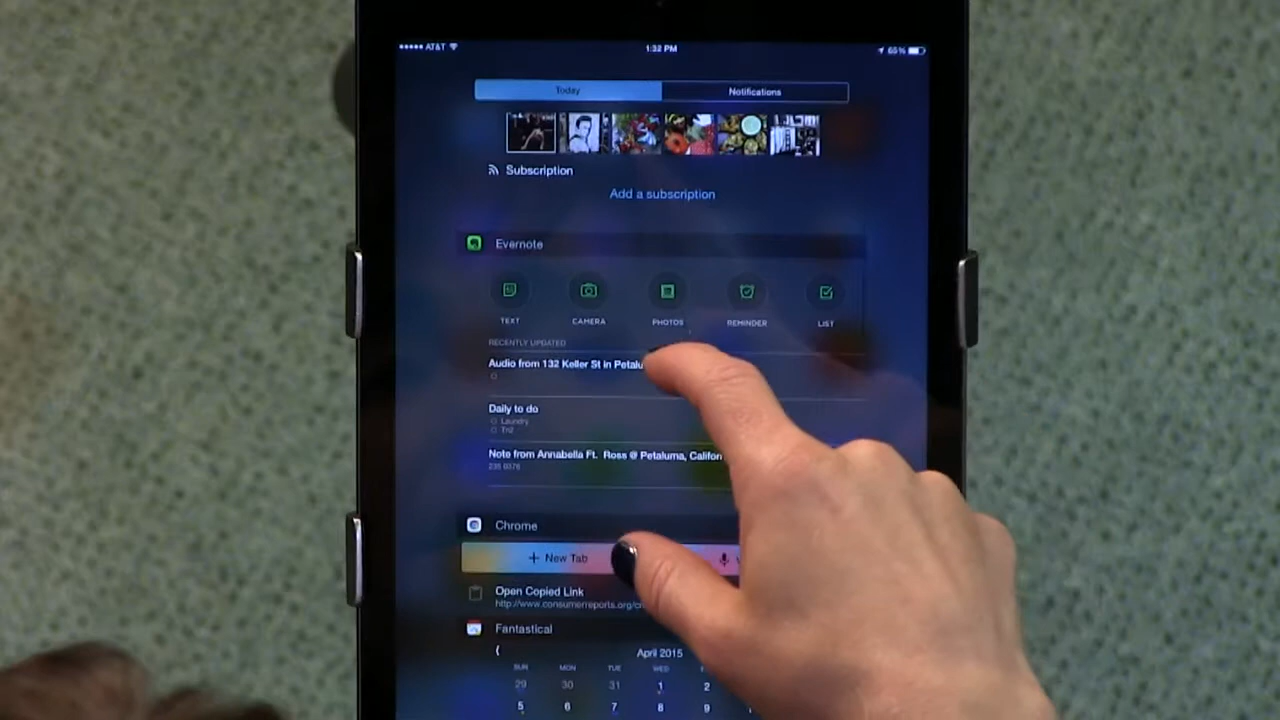 AT&T 1:32 PM 65%
Today Notifications
Subscription
Add a subscription
Evernote
TEXT CAMERA PHOTOS REMINDER LIST
RECENTLY UPDATED
Audio from 132 Keller St in Petalu
Daily to do
Laundry
Note from Annabella Ft. Ross @ Petaluma, Califor
Chrome
+ New Tab
Open Copied Link
http://www.consumerreports.org/
Fantastical
April 2015
SUN MON TUE WED
29 30 31 1 2
5 6 7 8 9